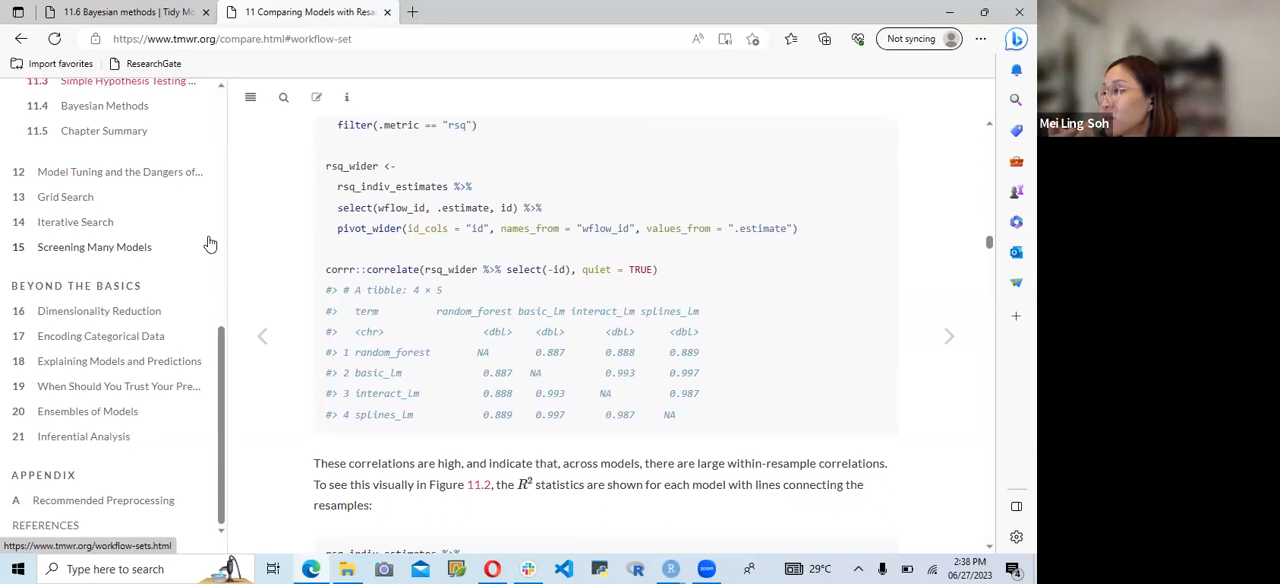 11.6 Bayesian methods | Tidy Mo
11 Comparing Models with Resa
https://www.tmwr.org/compare.html#workflow-set
Not syncing
Import favorites
ResearchGate
11.3 Simple Hypothesis Testing ...
11.4 Bayesian Methods
11.5 Chapter Summary
12 Model Tuning and the Dangers of...
13 Grid Search
14 Iterative Search
15 Screening Many Models
BEYOND THE BASICS
16 Dimensionality Reduction
17 Encoding Categorical Data
18 Explaining Models and Predictions
19 When Should You Trust Your Pre...
20 Ensembles of Models
21 Inferential Analysis
APPENDIX
A Recommended Preprocessing
REFERENCES
https://www.tmwr.org/workflow-sets.html
filter(.metric == "rsq")
rsq_wider <-
rsq_indiv_estimates %>%
select(wflow_id, .estimate, id) %>%
pivot_wider(id_cols = "id", names_from = "wflow_id", values_from = ".estimate")
corrr::correlate(rsq_wider %>% select(-id), quiet = TRUE)
#> # A tibble: 4 × 5
#> term random_forest basic_lm interact_lm splines_lm
#> <chr> <dbl> <dbl> <dbl> <dbl>
#> 1 random_forest NA 0.887 0.888 0.889
#> 2 basic_lm 0.887 NA 0.993 0.997
#> 3 interact_lm 0.888 0.993 NA 0.987
#> 4 splines_lm 0.889 0.997 0.987 NA
These correlations are high, and indicate that, across models, there are large within-resample correlations.
To see this visually in Figure 11.2, the R² statistics are shown for each model with lines connecting the
resamples:
rsq_indiv_estimates %>%
Mei Ling Soh
Type here to search
29°C
2:38 PM
06/27/2023